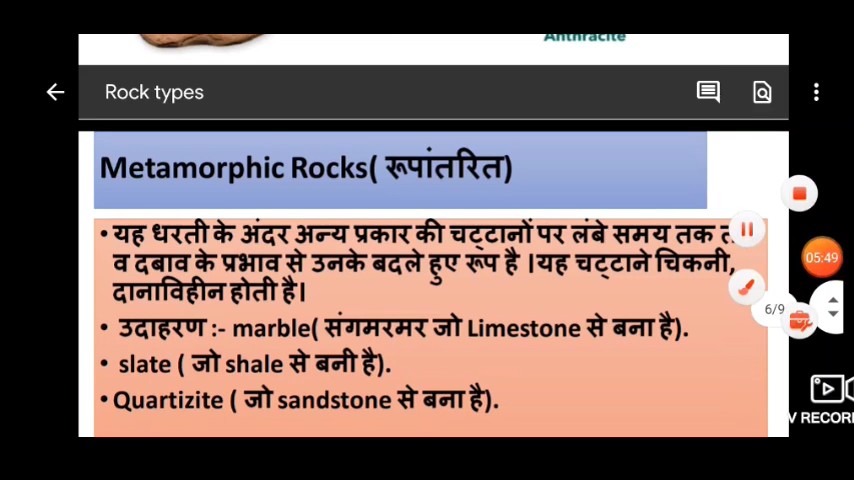 Anthracite
Rock types
Metamorphic Rocks( रूपांतरित)
• यह धरती के अंदर अन्य प्रकार की चट्टानों पर लंबे समय तक
व दबाव के प्रभाव से उनके बदले हुए रूप है ।यह चट्टाने चिकनी,
दानाविहीन होती है।
• उदाहरण :- marble( संगमरमर जो Limestone से बना है).
• slate ( जो shale से बनी है).
• Quartizite ( जो sandstone से बना है).
05:49
6/9
V RECOR